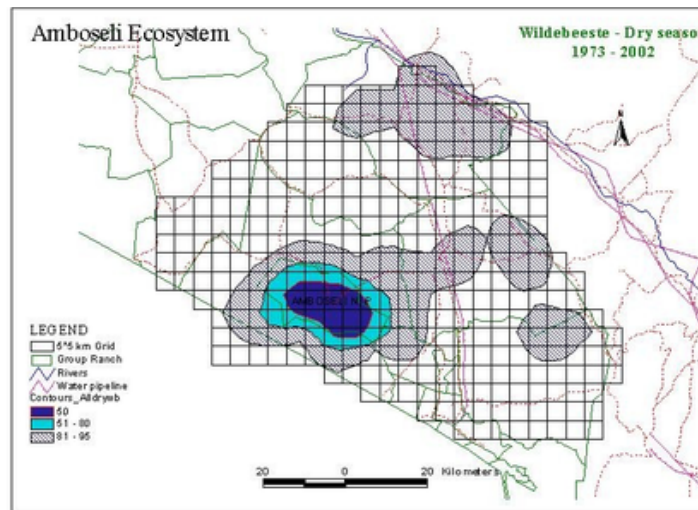 Amboseli Ecosystem
Wildebeeste - Dry seaso
1973 - 2002
N
AMBOSELI N.P
LEGEND
5*5 km Grid
Group Ranch
Rivers
Water pipeline
Contours_Alldrywb
50
51 - 80
81 - 95
20 0 20 Kilometers